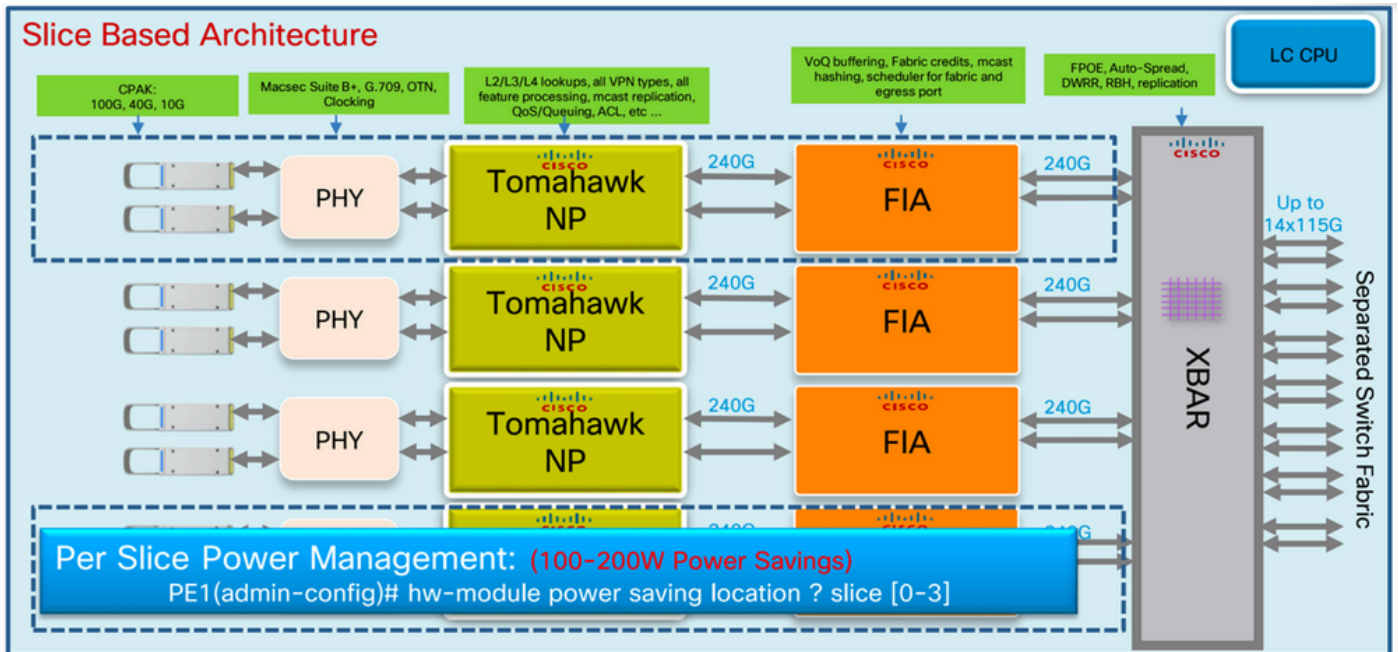 Slice Based Architecture
LC CPU
CPAK:
100G, 40G, 10G
Macsec Suite B+, G.709, OTN,
Clocking
L2/L3/L4 lookups, all VPN types, all
feature processing, mcast replication,
QoS/Queuing, ACL, etc ...
VoQ buffering, Fabric credits, mcast
hashing, scheduler for fabric and
egress port
FPOE, Auto-Spread,
DWRR, RBH, replication
PHY
CISCO
Tomahawk
NP
240G
CISCO
FIA
240G
CISCO
XBAR
Up to
14x115G
Separated Switch Fabric
PHY
CISCO
Tomahawk
NP
240G
CISCO
FIA
240G
PHY
CISCO
Tomahawk
NP
240G
CISCO
FIA
240G
CISCO
240G
CISCO
240G
Per Slice Power Management: (100-200W Power Savings)
PE1(admin-config)# hw-module power saving location ? slice [0-3]